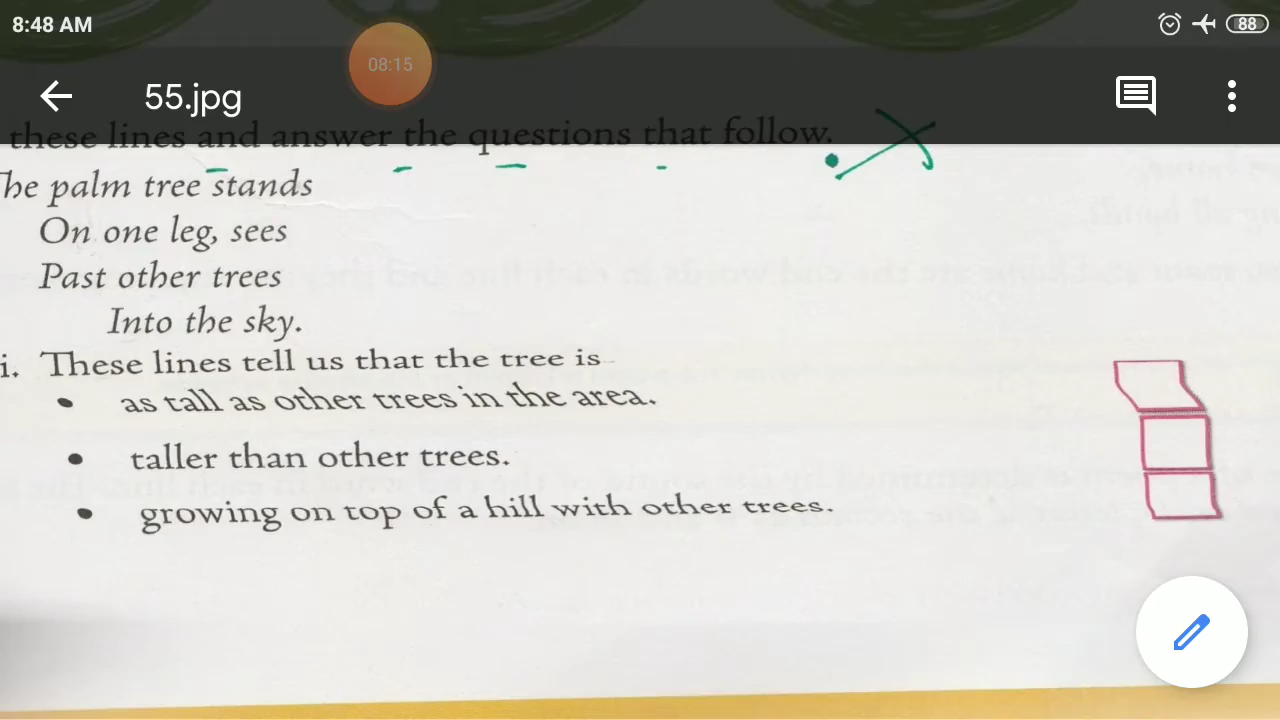 8:48 AM
88
08:15
55.jpg
these lines and answer the questions that follow.
The palm tree stands
On one leg, sees
Past other trees
Into the sky.
i. These lines tell us that the tree is
• as tall as other trees in the area.
• taller than other trees.
• growing on top of a hill with other trees.